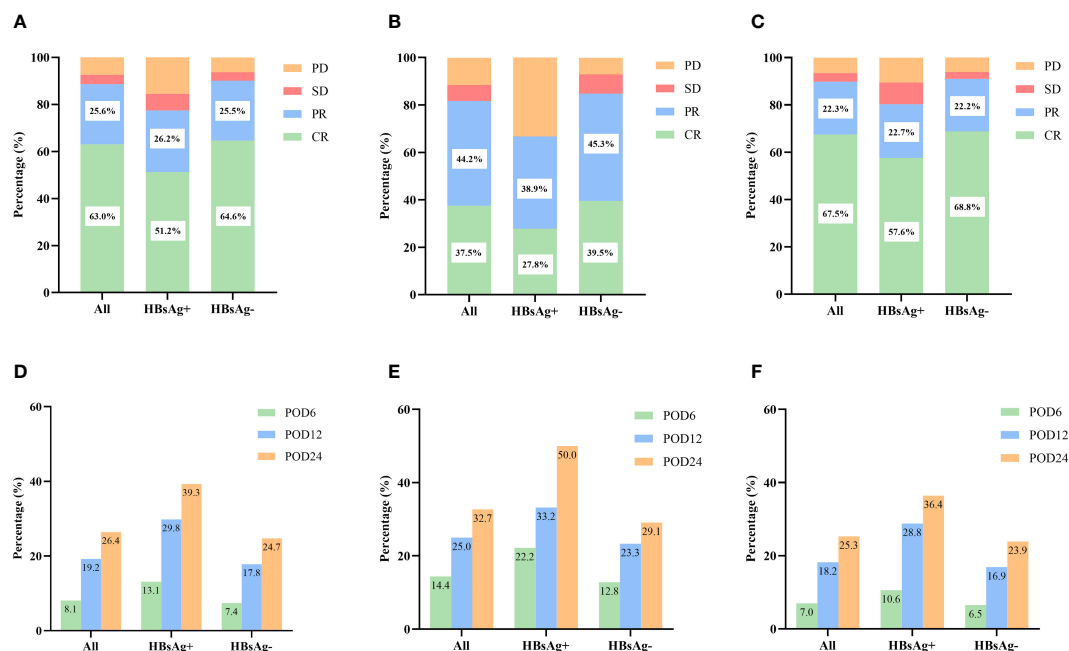 A
Percentage (%)
100
80
60
40
20
0
25.6%
63.0%
26.2%
51.2%
25.5%
64.6%
All
HBsAg+
HBsAg-
PD
SD
PR
CR
B
Percentage (%)
100
80
60
40
20
0
44.2%
37.5%
38.9%
27.8%
45.3%
39.5%
All
HBsAg+
HBsAg-
PD
SD
PR
CR
C
Percentage (%)
100
80
60
40
20
0
22.3%
67.5%
22.7%
57.6%
22.2%
68.8%
All
HBsAg+
HBsAg-
PD
SD
PR
CR
D
Percentage (%)
60
40
20
0
8.1
19.2
26.4
13.1
29.8
39.3
7.4
17.8
24.7
All
HBsAg+
HBsAg-
POD6
POD12
POD24
E
Percentage (%)
60
40
20
0
14.4
25.0
32.7
22.2
33.2
50.0
12.8
23.3
29.1
All
HBsAg+
HBsAg-
POD6
POD12
POD24
F
Percentage (%)
60
40
20
0
7.0
18.2
25.3
10.6
28.8
36.4
6.5
16.9
23.9
All
HBsAg+
HBsAg-
POD6
POD12
POD24